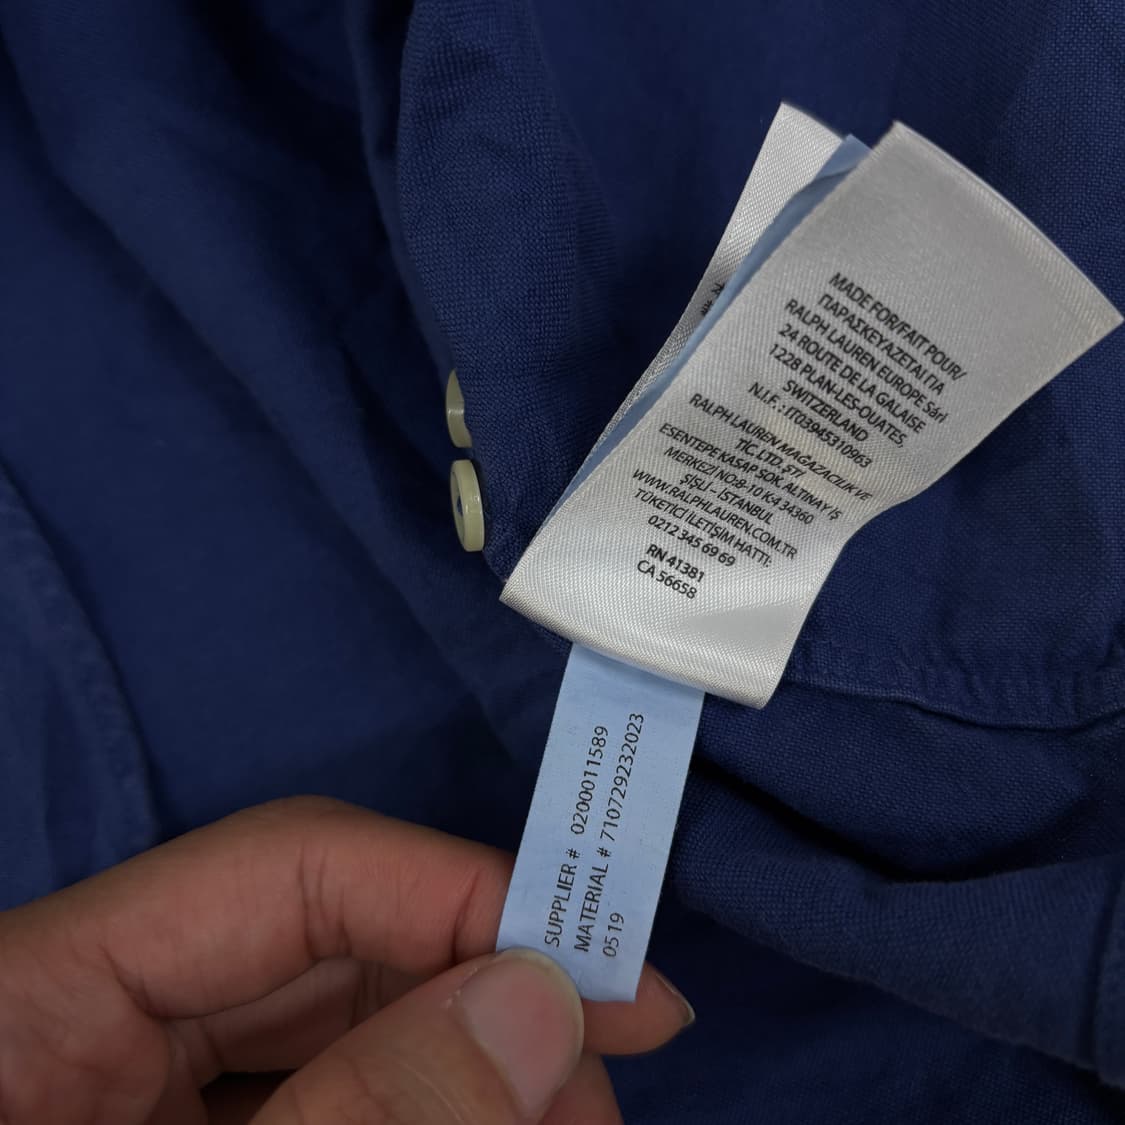 MADE FOR/FAIT POUR/
ΠΑΡΑΣΚΕΥΑΖΕΤΑΙ ΓΙΑ
RALPH LAUREN EUROPE Sàrl
24 ROUTE DE LA GALAISE
1228 PLAN-LES-OUATES,
SWITZERLAND
N.I.F. : IT03945310963
RALPH LAUREN MAGAZACILIK VE
TİC. LTD. ŞTİ
ESENTEPE KASAP SOK. ALTINAY İŞ
MERKEZİ NO:8-10 K:4 34360
ŞİŞLİ - İSTANBUL
WWW.RALPHLAUREN.COM.TR
TÜKETİCİ İLETİŞİM HATTI:
0212 345 69 69
RN 41381
CA 56658
SUPPLIER # 0200011589
MATERIAL # 710729232023
0519